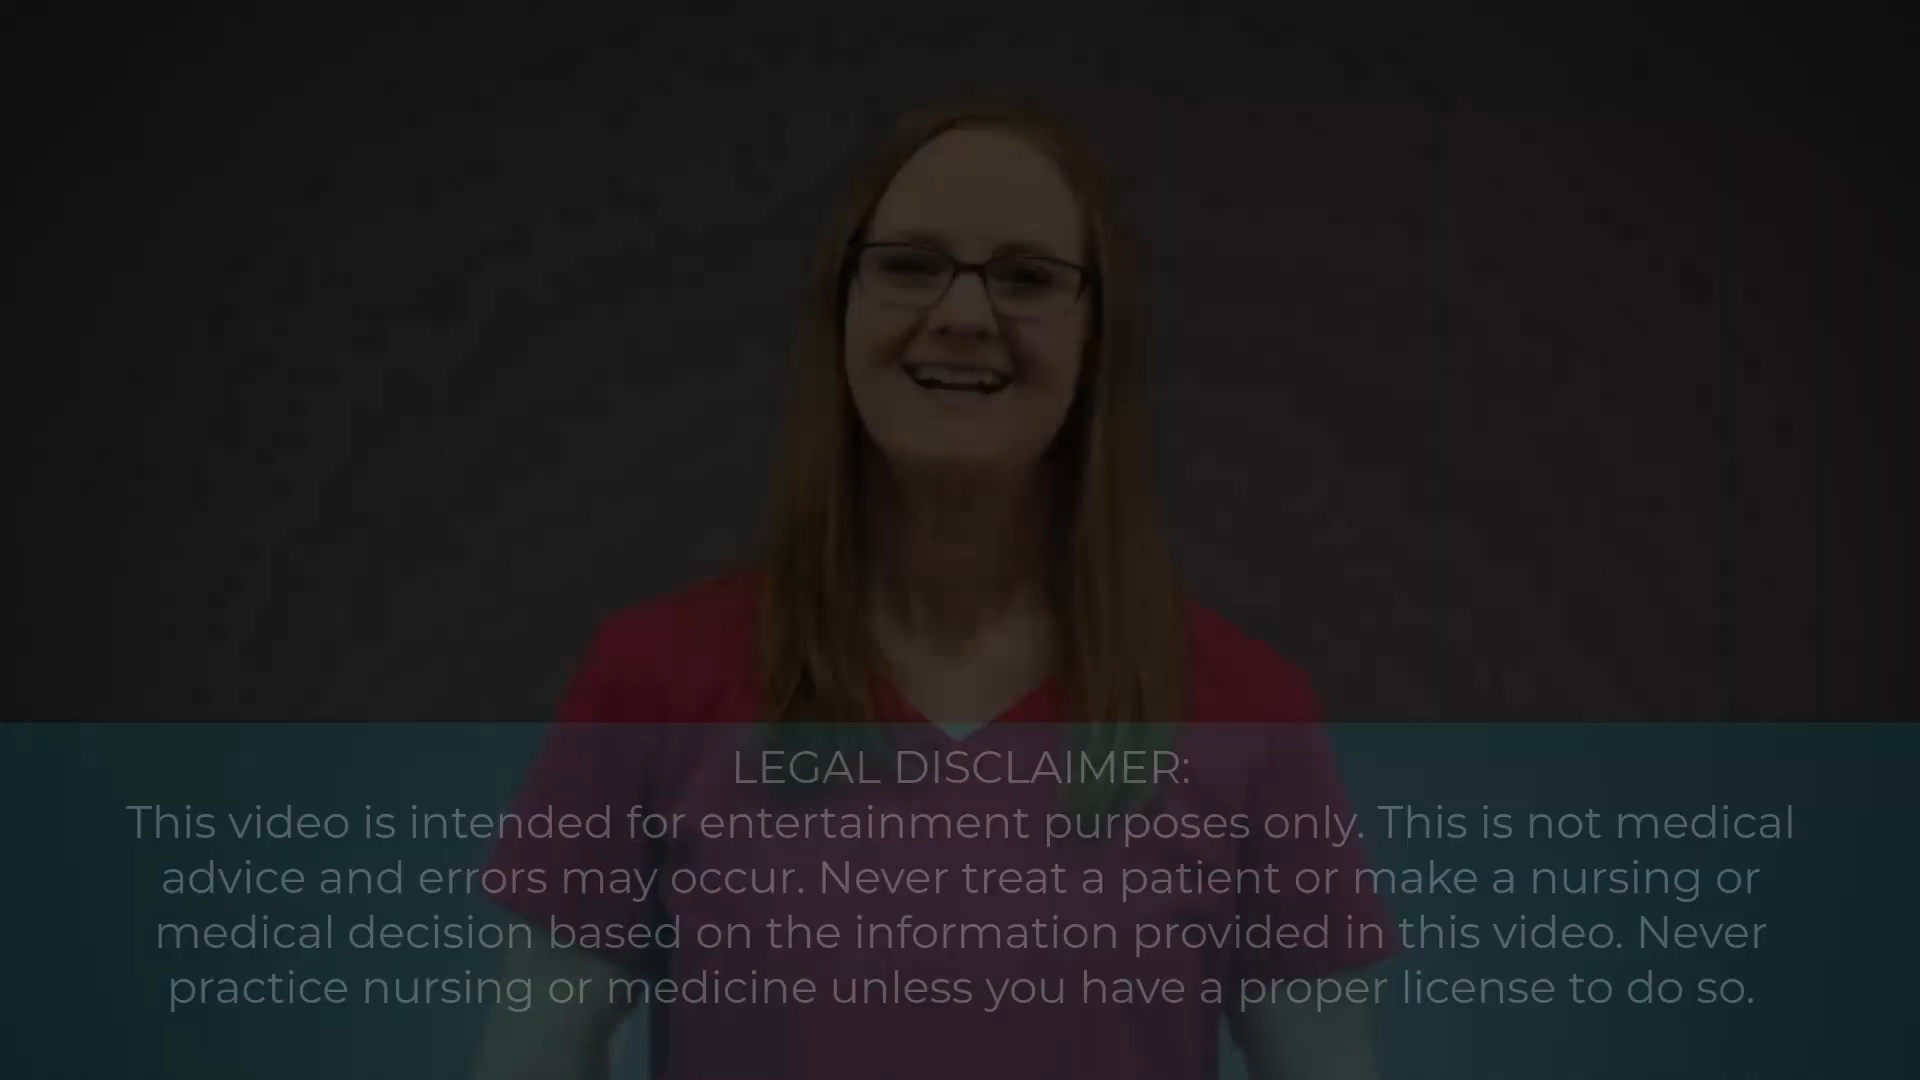 LEGAL DISCLAIMER:
This video is intended for entertainment purposes only. This is not medical
advice and errors may occur. Never treat a patient or make a nursing or
medical decision based on the information provided in this video. Never
practice nursing or medicine unless you have a proper license to do so.